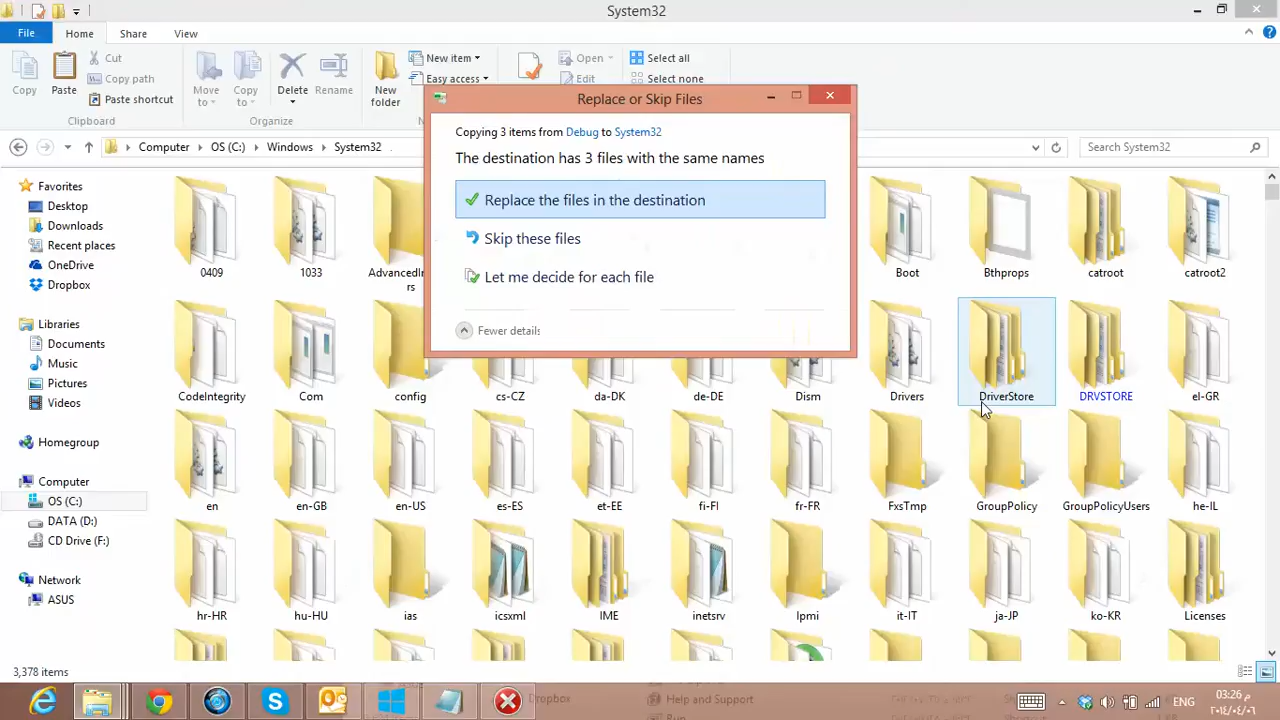 System32
File
Home
Share
View
Copy
Paste
Cut
Copy path
Paste shortcut
Clipboard
Move to
Copy to
Delete
Rename
Organize
New folder
New item
Easy access
Open
Edit
Select all
Select none
Replace or Skip Files
Copying 3 items from Debug to System32
The destination has 3 files with the same names
Replace the files in the destination
Skip these files
Let me decide for each file
Fewer details
Computer
OS (C:)
Windows
System32
Search System32
Favorites
Desktop
Downloads
Recent places
OneDrive
Dropbox
Libraries
Documents
Music
Pictures
Videos
Homegroup
Computer
OS (C:)
DATA (D:)
CD Drive (F:)
Network
ASUS
0409
1033
Boot
Bthprops
catroot
catroot2
CodeIntegrity
Com
config
cs-CZ
da-DK
de-DE
Dism
Drivers
DriverStore
DRVSTORE
el-GR
en
en-GB
en-US
es-ES
et-EE
fi-FI
fr-FR
FxsTmp
GroupPolicy
GroupPolicyUsers
he-IL
hr-HR
hu-HU
ias
icsxml
IME
inetsrv
Ipmi
it-IT
ja-JP
ko-KR
Licenses
3,378 items
Dropbox
Help and Support
ENG
03:26 م
٢٠١٤/٠٤/٠٦